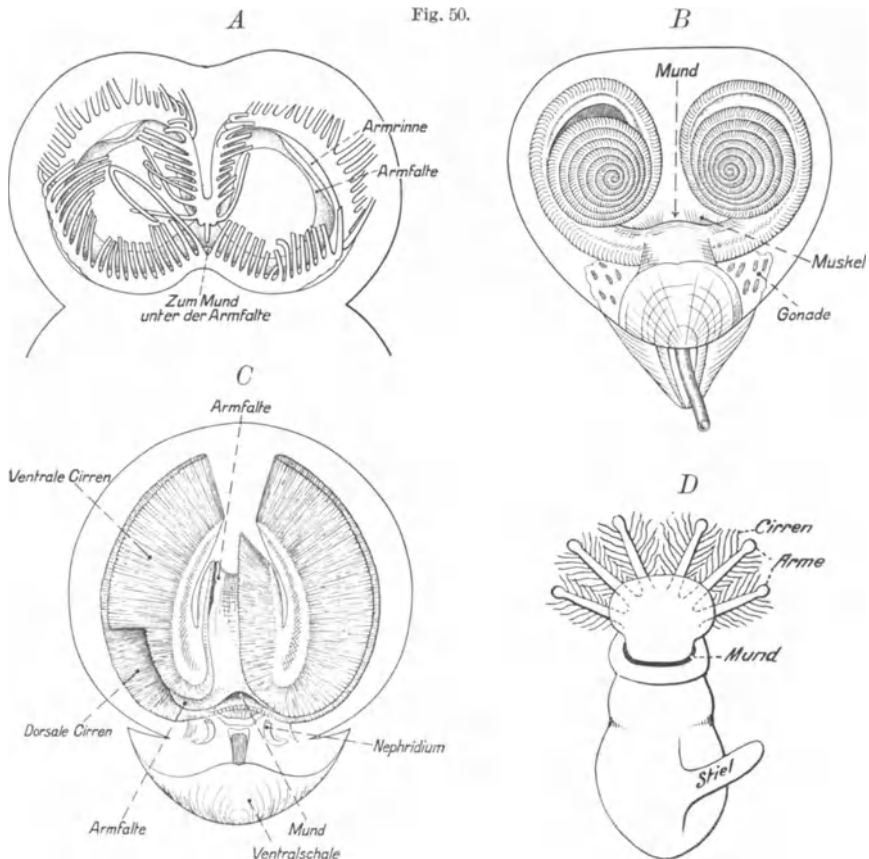 Fig. 50.
A
Armrinne
Armfalte
Zum Mund
unter der Armfalte
B
Mund
Muskel
Gonade
C
Armfalte
Ventrale Cirren
Dorsale Cirren
Nephridium
Armfalte
Mund
Ventralschale
D
Cirren
Arme
Mund
Stiel